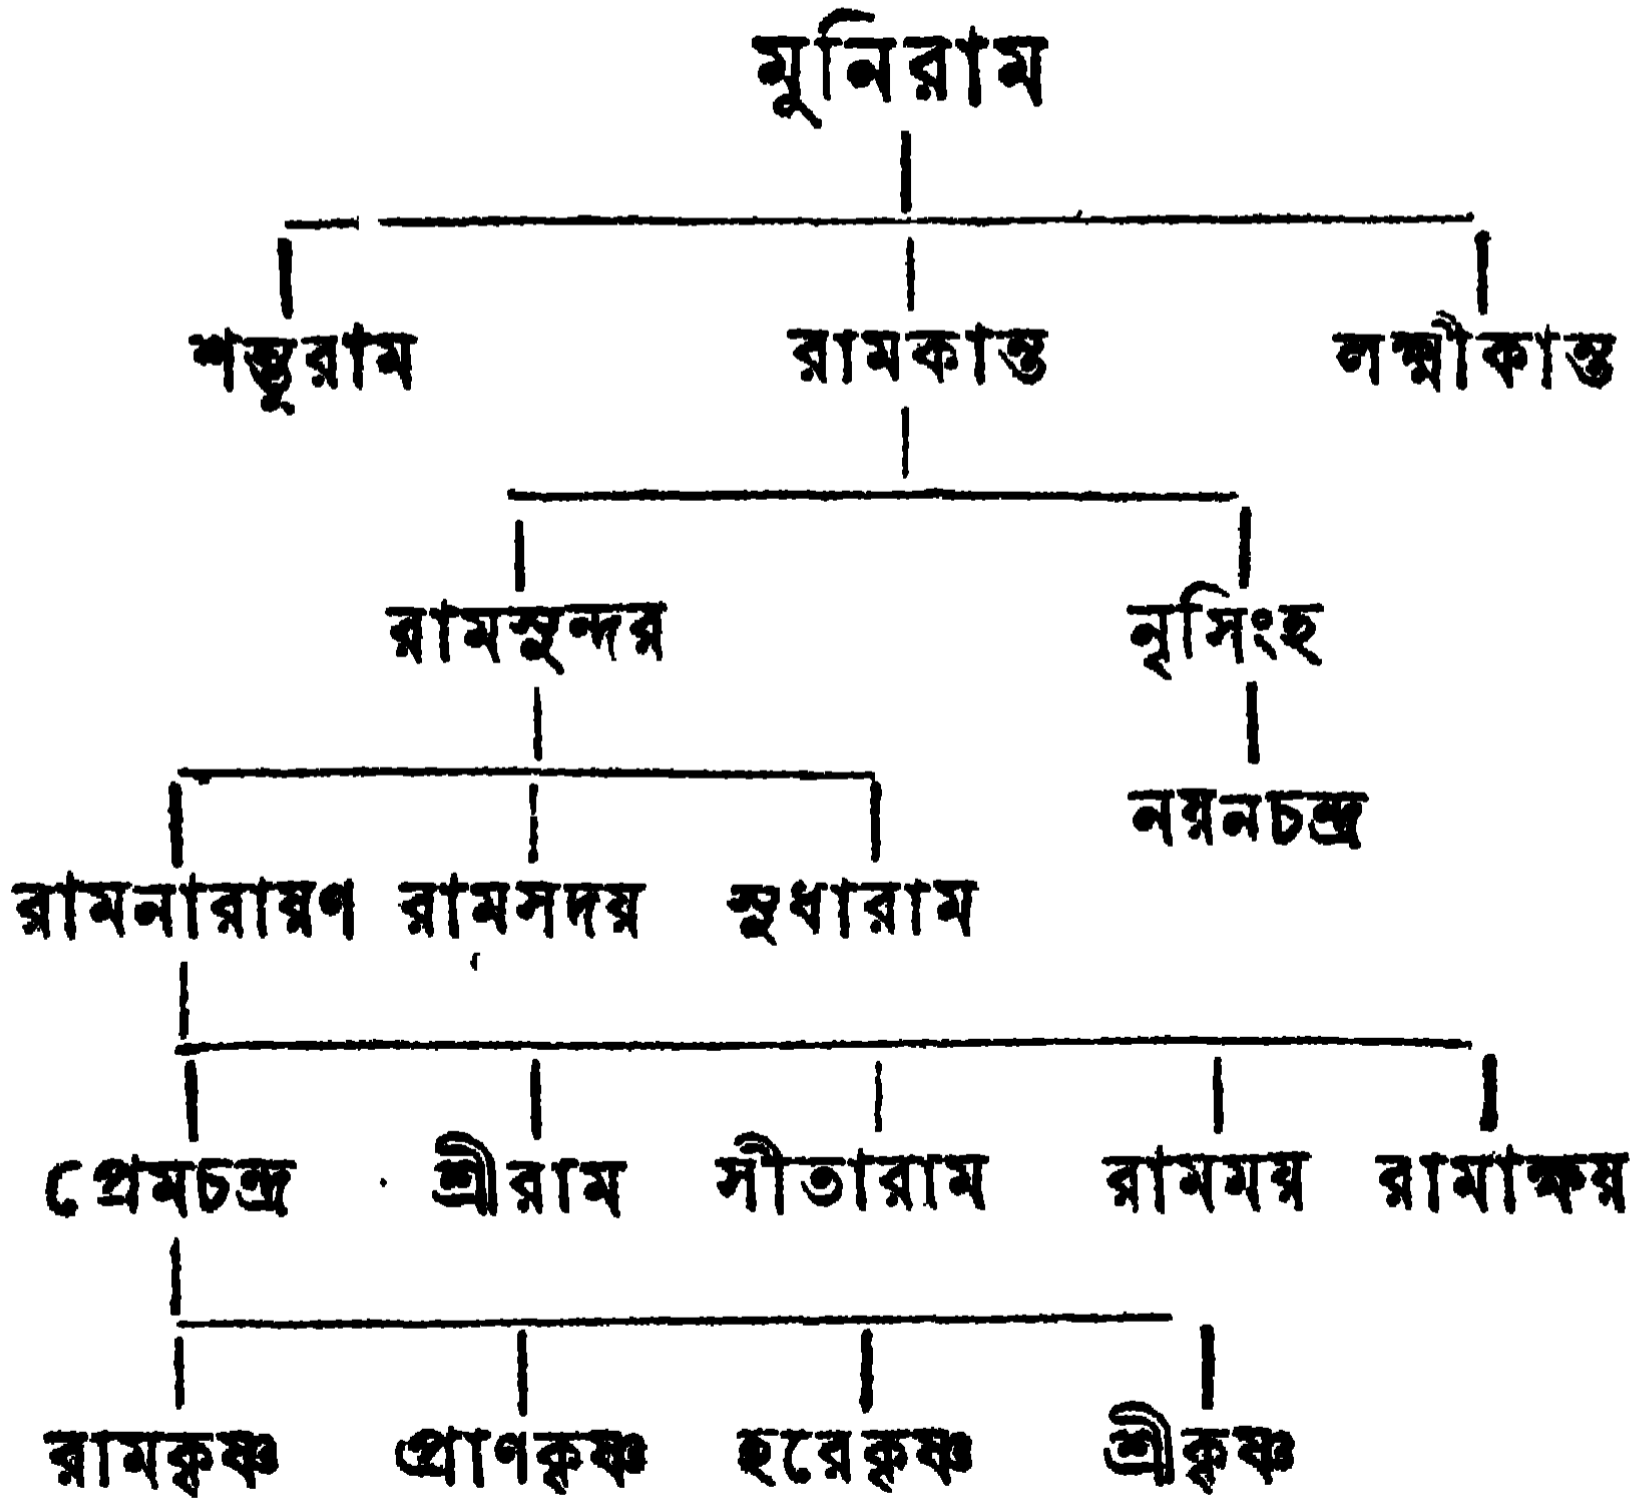 মুনিরাম
শম্ভুরাম রামকান্ত লক্ষ্মীকান্ত
রামসুন্দর নৃসিংহ
নয়নচন্দ্র
রামনারায়ণ রামসদয় সুধারাম
প্রেমচন্দ্র শ্রীরাম সীতারাম রামময় রামাক্ষয়
রামকৃষ্ণ প্রাণকৃষ্ণ হরেকৃষ্ণ শ্রীকৃষ্ণ